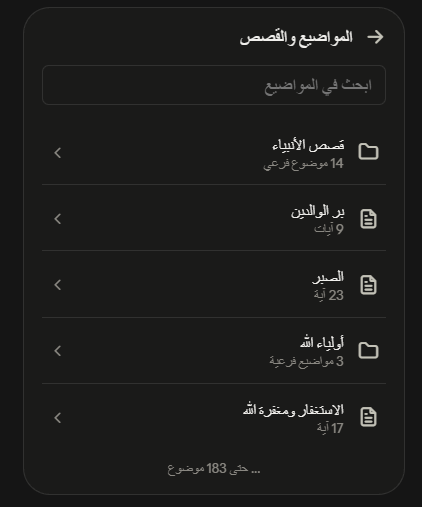 المواضيع والقصص
ابحث في المواضيع
قصص الأنبياء
14 موضوع فرعي
بر الوالدين
9 آيات
الصبر
23 آية
أولياء الله
3 مواضيع فرعية
الاستغفار ومغفرة الله
17 آية
... حتى 183 موضوع